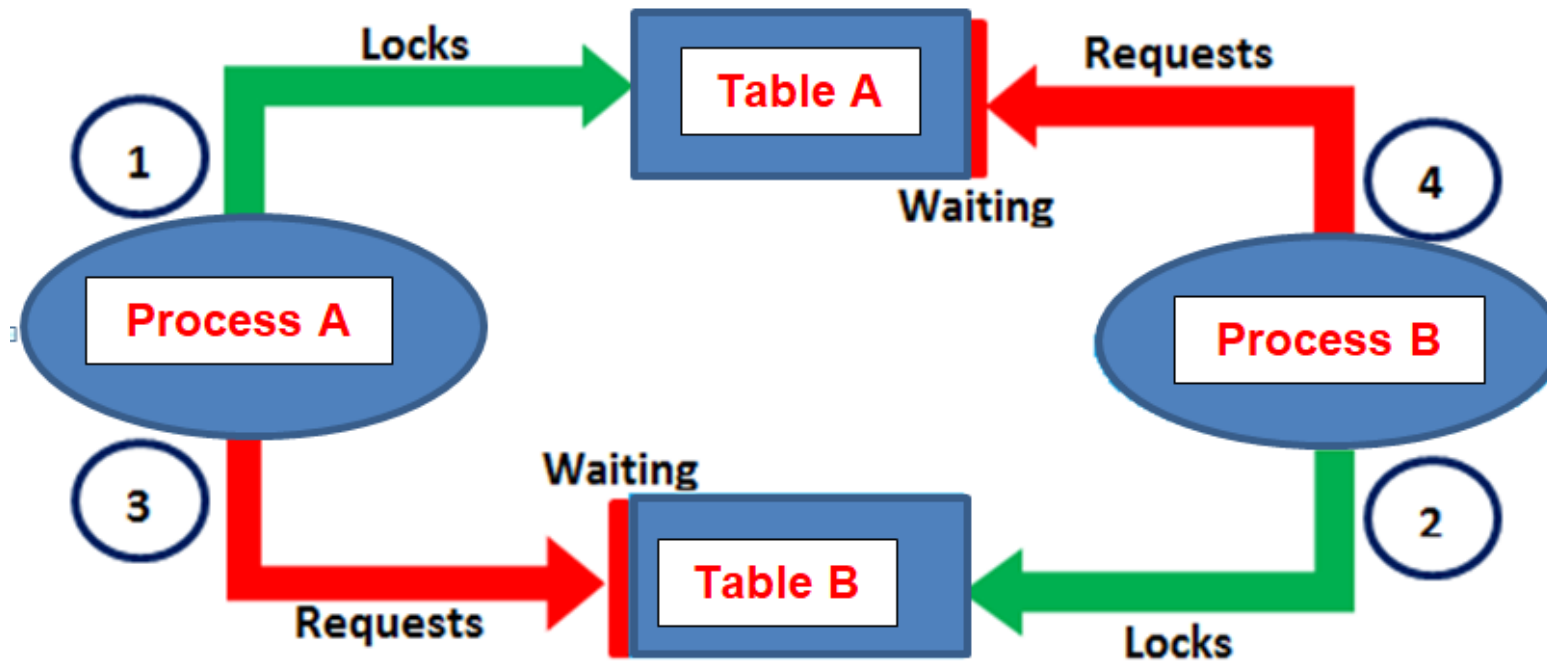 Locks
Requests
Table A
1
4
Waiting
Process A
Process B
Waiting
3
2
Table B
Requests
Locks